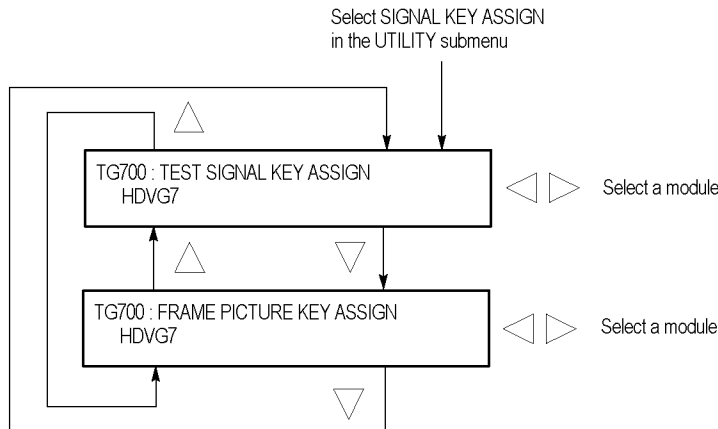 Select SIGNAL KEY ASSIGN
in the UTILITY submenu
TG700 : TEST SIGNAL KEY ASSIGN
HDVG7
Select a module
TG700 : FRAME PICTURE KEY ASSIGN
HDVG7
Select a module